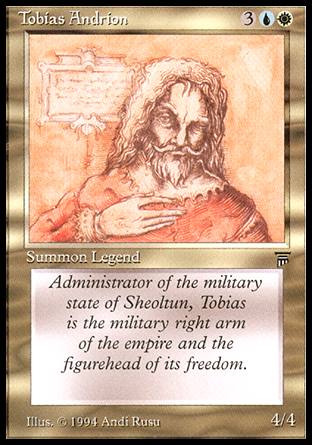 Tobias Andrion 3
Summon Legend
Administrator of the military
state of Sheoltun, Tobias
is the military right arm
of the empire and the
figurehead of its freedom.
Illus. © 1994 Andi Rusu 4/4